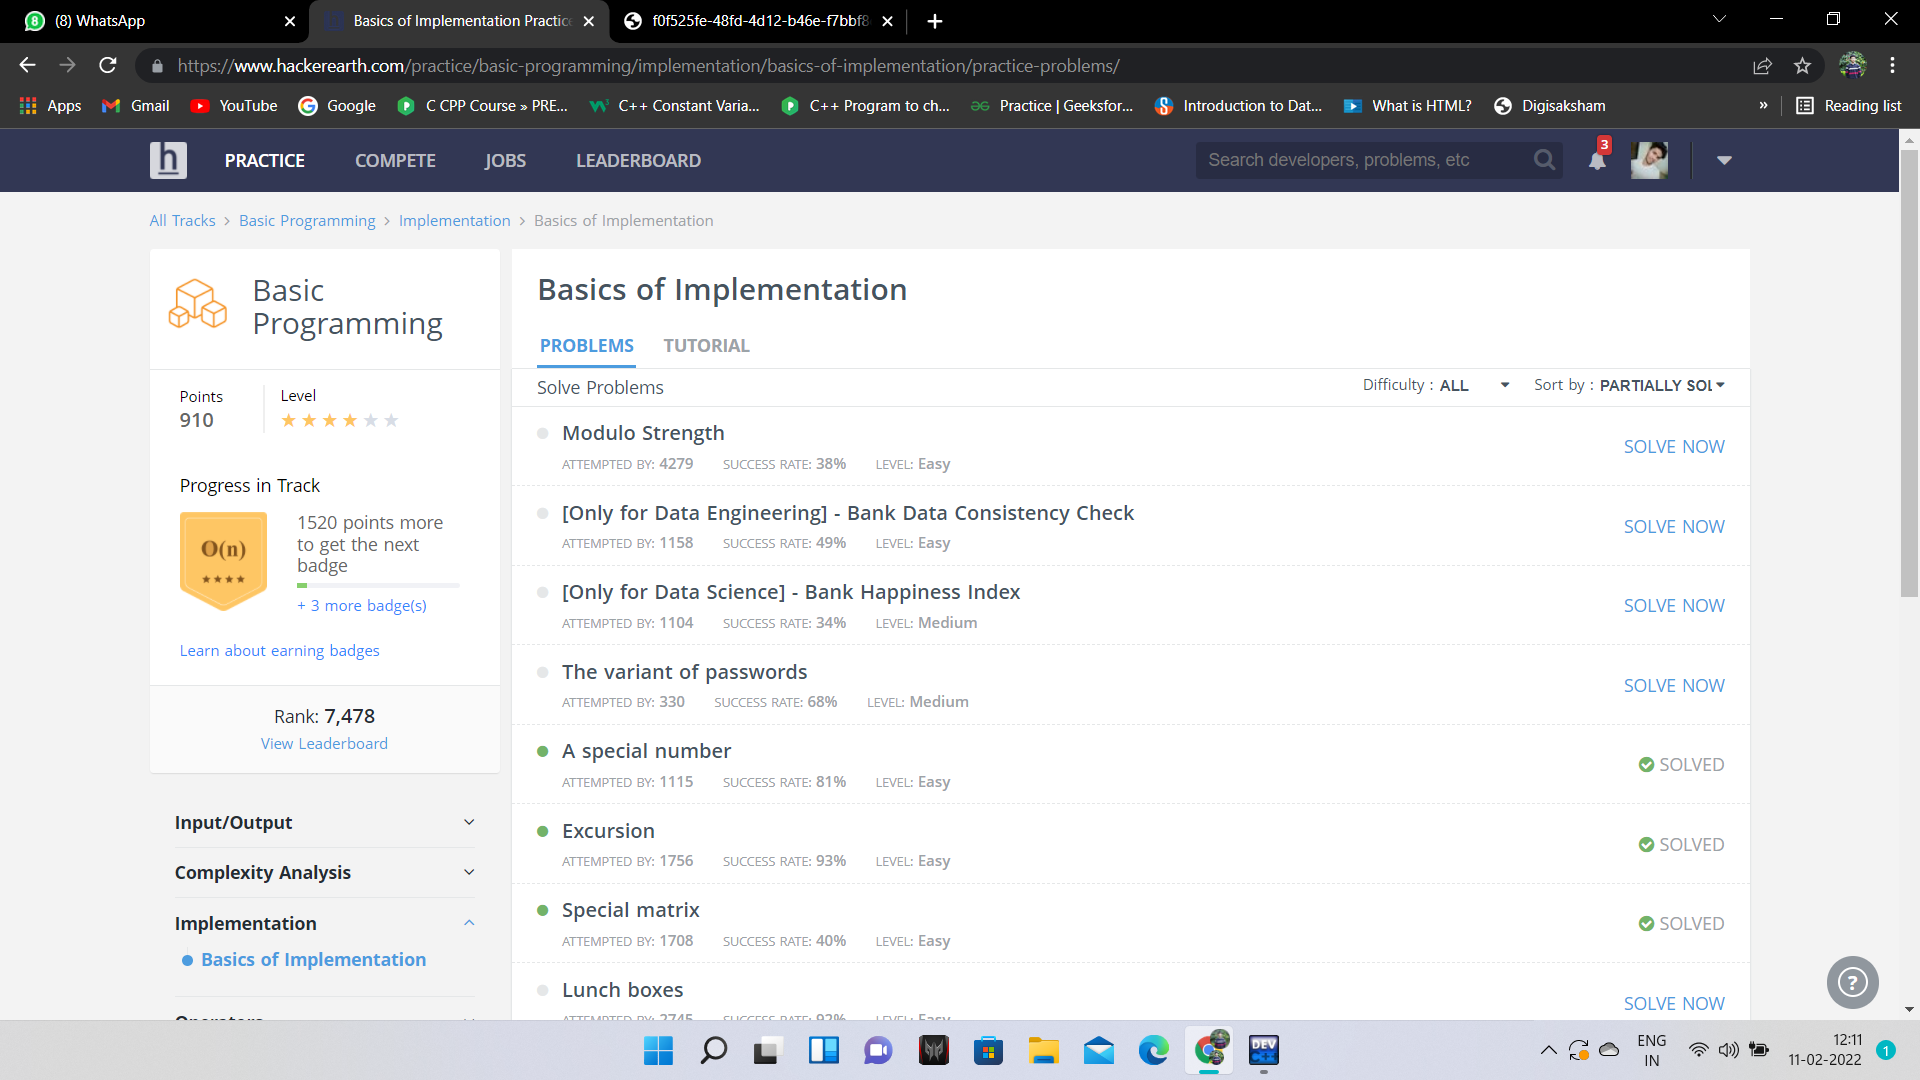 (8) WhatsApp
Basics of Implementation Practic
f0f525fe-48fd-4d12-b46e-f7bbf8
https://www.hackerearth.com/practice/basic-programming/implementation/basics-of-implementation/practice-problems/
Apps
Gmail
YouTube
Google
C CPP Course » PRE...
C++ Constant Varia...
C++ Program to ch...
Practice | Geeksfor...
Introduction to Dat...
What is HTML?
Digisaksham
»
Reading list
h
PRACTICE
COMPETE
JOBS
LEADERBOARD
Search developers, problems, etc
3
All Tracks > Basic Programming > Implementation > Basics of Implementation
Basic
Programming
Points
910
Level
Progress in Track
O(n)
1520 points more
to get the next
badge
+ 3 more badge(s)
Learn about earning badges
Rank: 7,478
View Leaderboard
Input/Output
Complexity Analysis
Implementation
Basics of Implementation
Operators
Basics of Implementation
PROBLEMS
TUTORIAL
Solve Problems
Difficulty : ALL
Sort by : PARTIALLY SOL
Modulo Strength
ATTEMPTED BY: 4279 SUCCESS RATE: 38% LEVEL: Easy
SOLVE NOW
[Only for Data Engineering] - Bank Data Consistency Check
ATTEMPTED BY: 1158 SUCCESS RATE: 49% LEVEL: Easy
SOLVE NOW
[Only for Data Science] - Bank Happiness Index
ATTEMPTED BY: 1104 SUCCESS RATE: 34% LEVEL: Medium
SOLVE NOW
The variant of passwords
ATTEMPTED BY: 330 SUCCESS RATE: 68% LEVEL: Medium
SOLVE NOW
A special number
ATTEMPTED BY: 1115 SUCCESS RATE: 81% LEVEL: Easy
SOLVED
Excursion
ATTEMPTED BY: 1756 SUCCESS RATE: 93% LEVEL: Easy
SOLVED
Special matrix
ATTEMPTED BY: 1708 SUCCESS RATE: 40% LEVEL: Easy
SOLVED
Lunch boxes
ATTEMPTED BY: 2745 SUCCESS RATE: 92% LEVEL: Easy
SOLVE NOW
?
DEV
C++
ENG
IN
12:11
11-02-2022
1